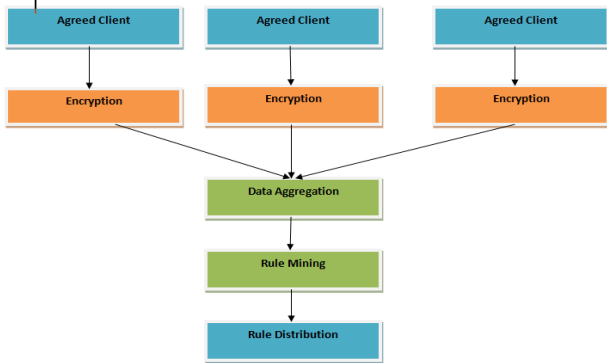 Agreed Client
Agreed Client
Agreed Client
Encryption
Encryption
Encryption
Data Aggregation
Rule Mining
Rule Distribution